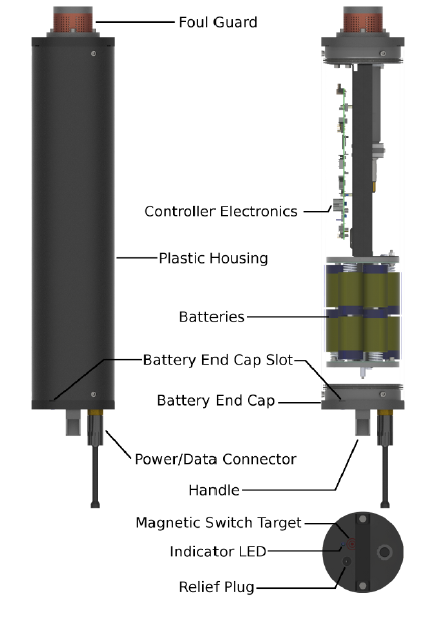 Foul Guard
Controller Electronics
Plastic Housing
Batteries
Battery End Cap Slot
Battery End Cap
Power/Data Connector
Handle
Magnetic Switch Target
Indicator LED
Relief Plug